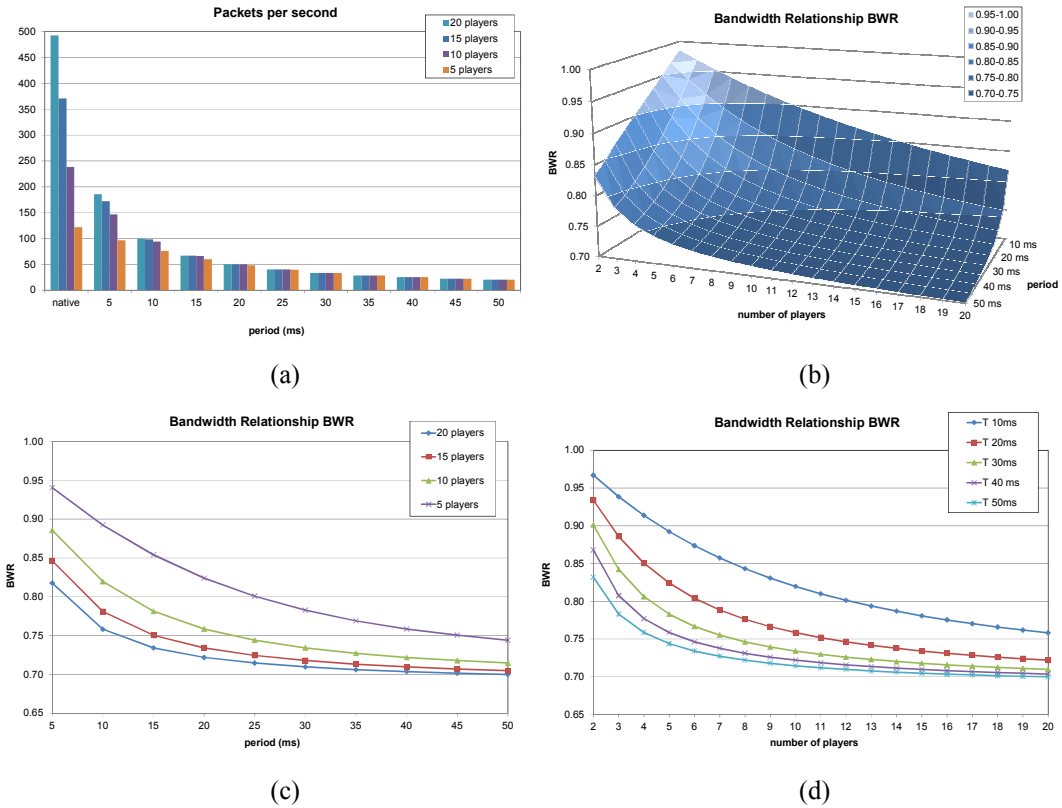 Packets per second
20 players
15 players
10 players
5 players
500
450
400
350
300
250
200
150
100
50
0
native 5 10 15 20 25 30 35 40 45 50
period (ms)
(a)
Bandwidth Relationship BWR
0.95-1.00
0.90-0.95
0.85-0.90
0.80-0.85
0.75-0.80
0.70-0.75
1.00
0.95
0.90
0.85
0.80
0.75
0.70
BWR
2 3 4 5 6 7 8 9 10 11 12 13 14 15 16 17 18 19 20
number of players
10 ms
20 ms
30 ms
40 ms
50 ms
period
(b)
Bandwidth Relationship BWR
20 players
15 players
10 players
5 players
1.00
0.95
0.90
0.85
0.80
0.75
0.70
0.65
BWR
5 10 15 20 25 30 35 40 45 50
period (ms)
(c)
Bandwidth Relationship BWR
T 10ms
T 20ms
T 30ms
T 40 ms
T 50ms
1.00
0.95
0.90
0.85
0.80
0.75
0.70
0.65
BWR
2 3 4 5 6 7 8 9 10 11 12 13 14 15 16 17 18 19 20
number of players
(d)